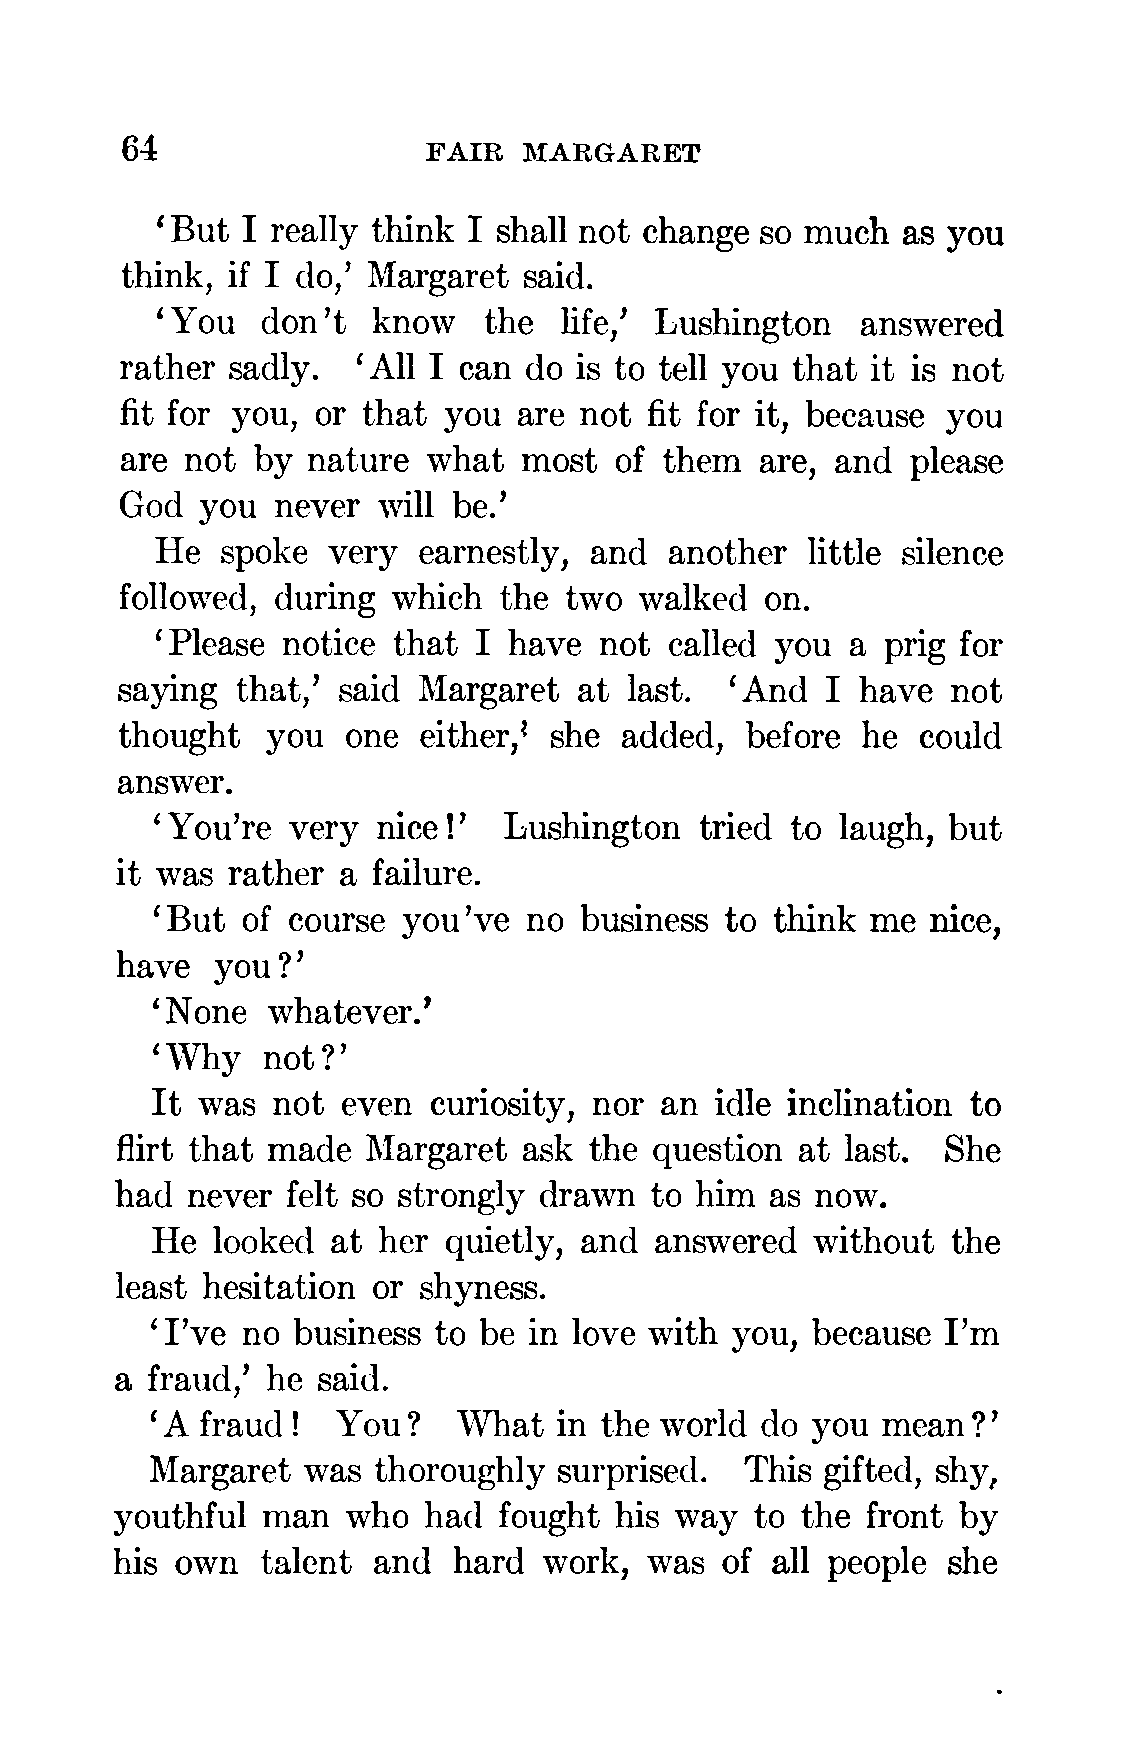 64 FAIR MARGARET
'But I really think I shall not change so much as you
think, if I do,' Margaret said.
'You don't know the life,' Lushington answered
rather sadly. 'All I can do is to tell you that it is not
fit for you, or that you are not fit for it, because you
are not by nature what most of them are, and please
God you never will be.'
He spoke very earnestly, and another little silence
followed, during which the two walked on.
'Please notice that I have not called you a prig for
saying that,' said Margaret at last. 'And I have not
thought you one either,' she added, before he could
answer.
'You're very nice!' Lushington tried to laugh, but
it was rather a failure.
'But of course you've no business to think me nice,
have you?'
'None whatever.'
'Why not?'
It was not even curiosity, nor an idle inclination to
flirt that made Margaret ask the question at last. She
had never felt so strongly drawn to him as now.
He looked at her quietly, and answered without the
least hesitation or shyness.
'I've no business to be in love with you, because I'm
a fraud,' he said.
'A fraud! You? What in the world do you mean?'
Margaret was thoroughly surprised. This gifted, shy,
youthful man who had fought his way to the front by
his own talent and hard work, was of all people she